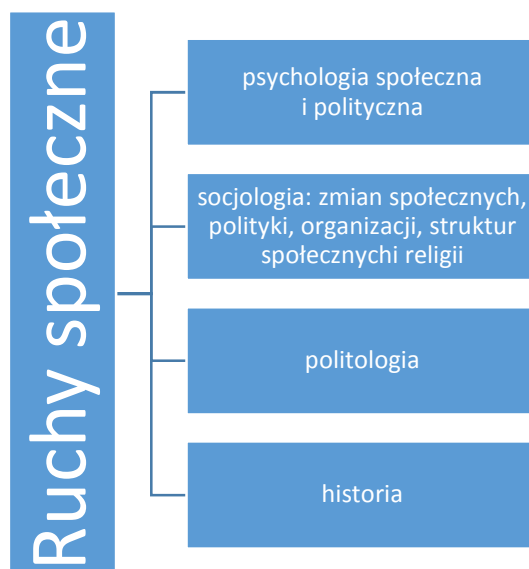 Ruchy społeczne
psychologia społeczna
i polityczna
socjologia: zmian społecznych,
polityki, organizacji, struktur
społecznychi religii
politologia
historia